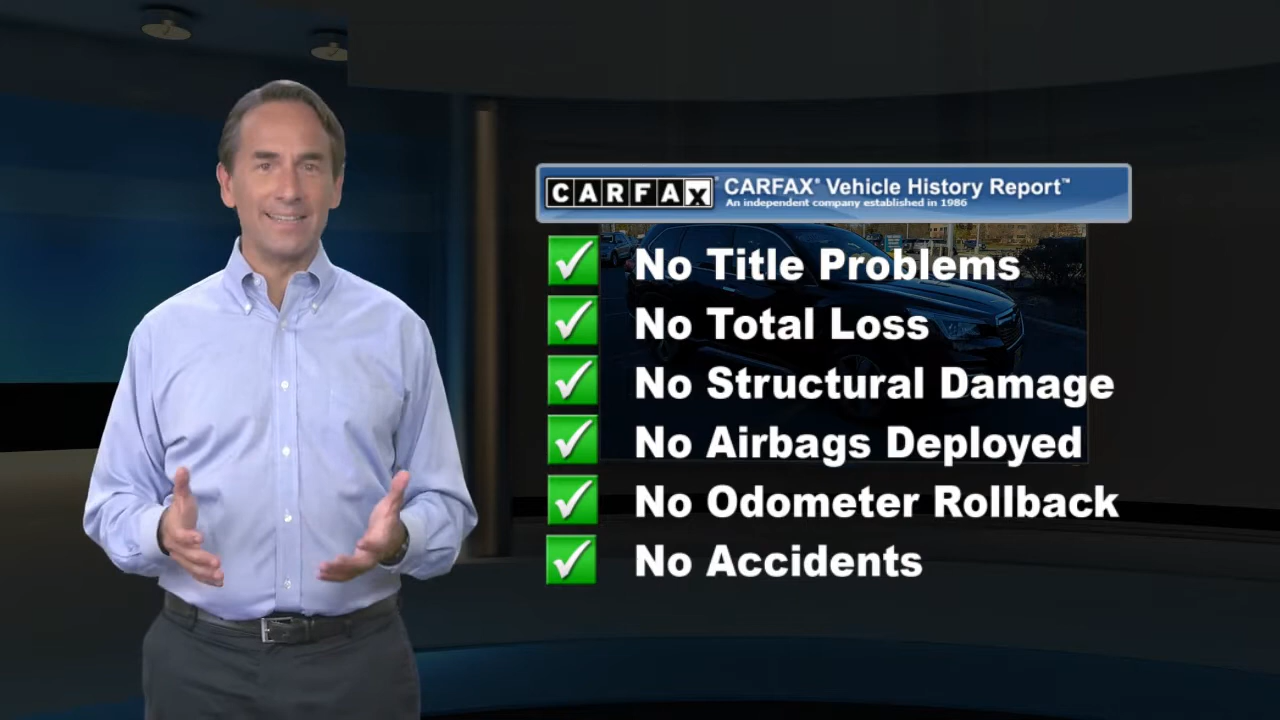 CARFAX® CARFAX® Vehicle History Report™
An independent company established in 1986
No Title Problems
No Total Loss
No Structural Damage
No Airbags Deployed
No Odometer Rollback
No Accidents